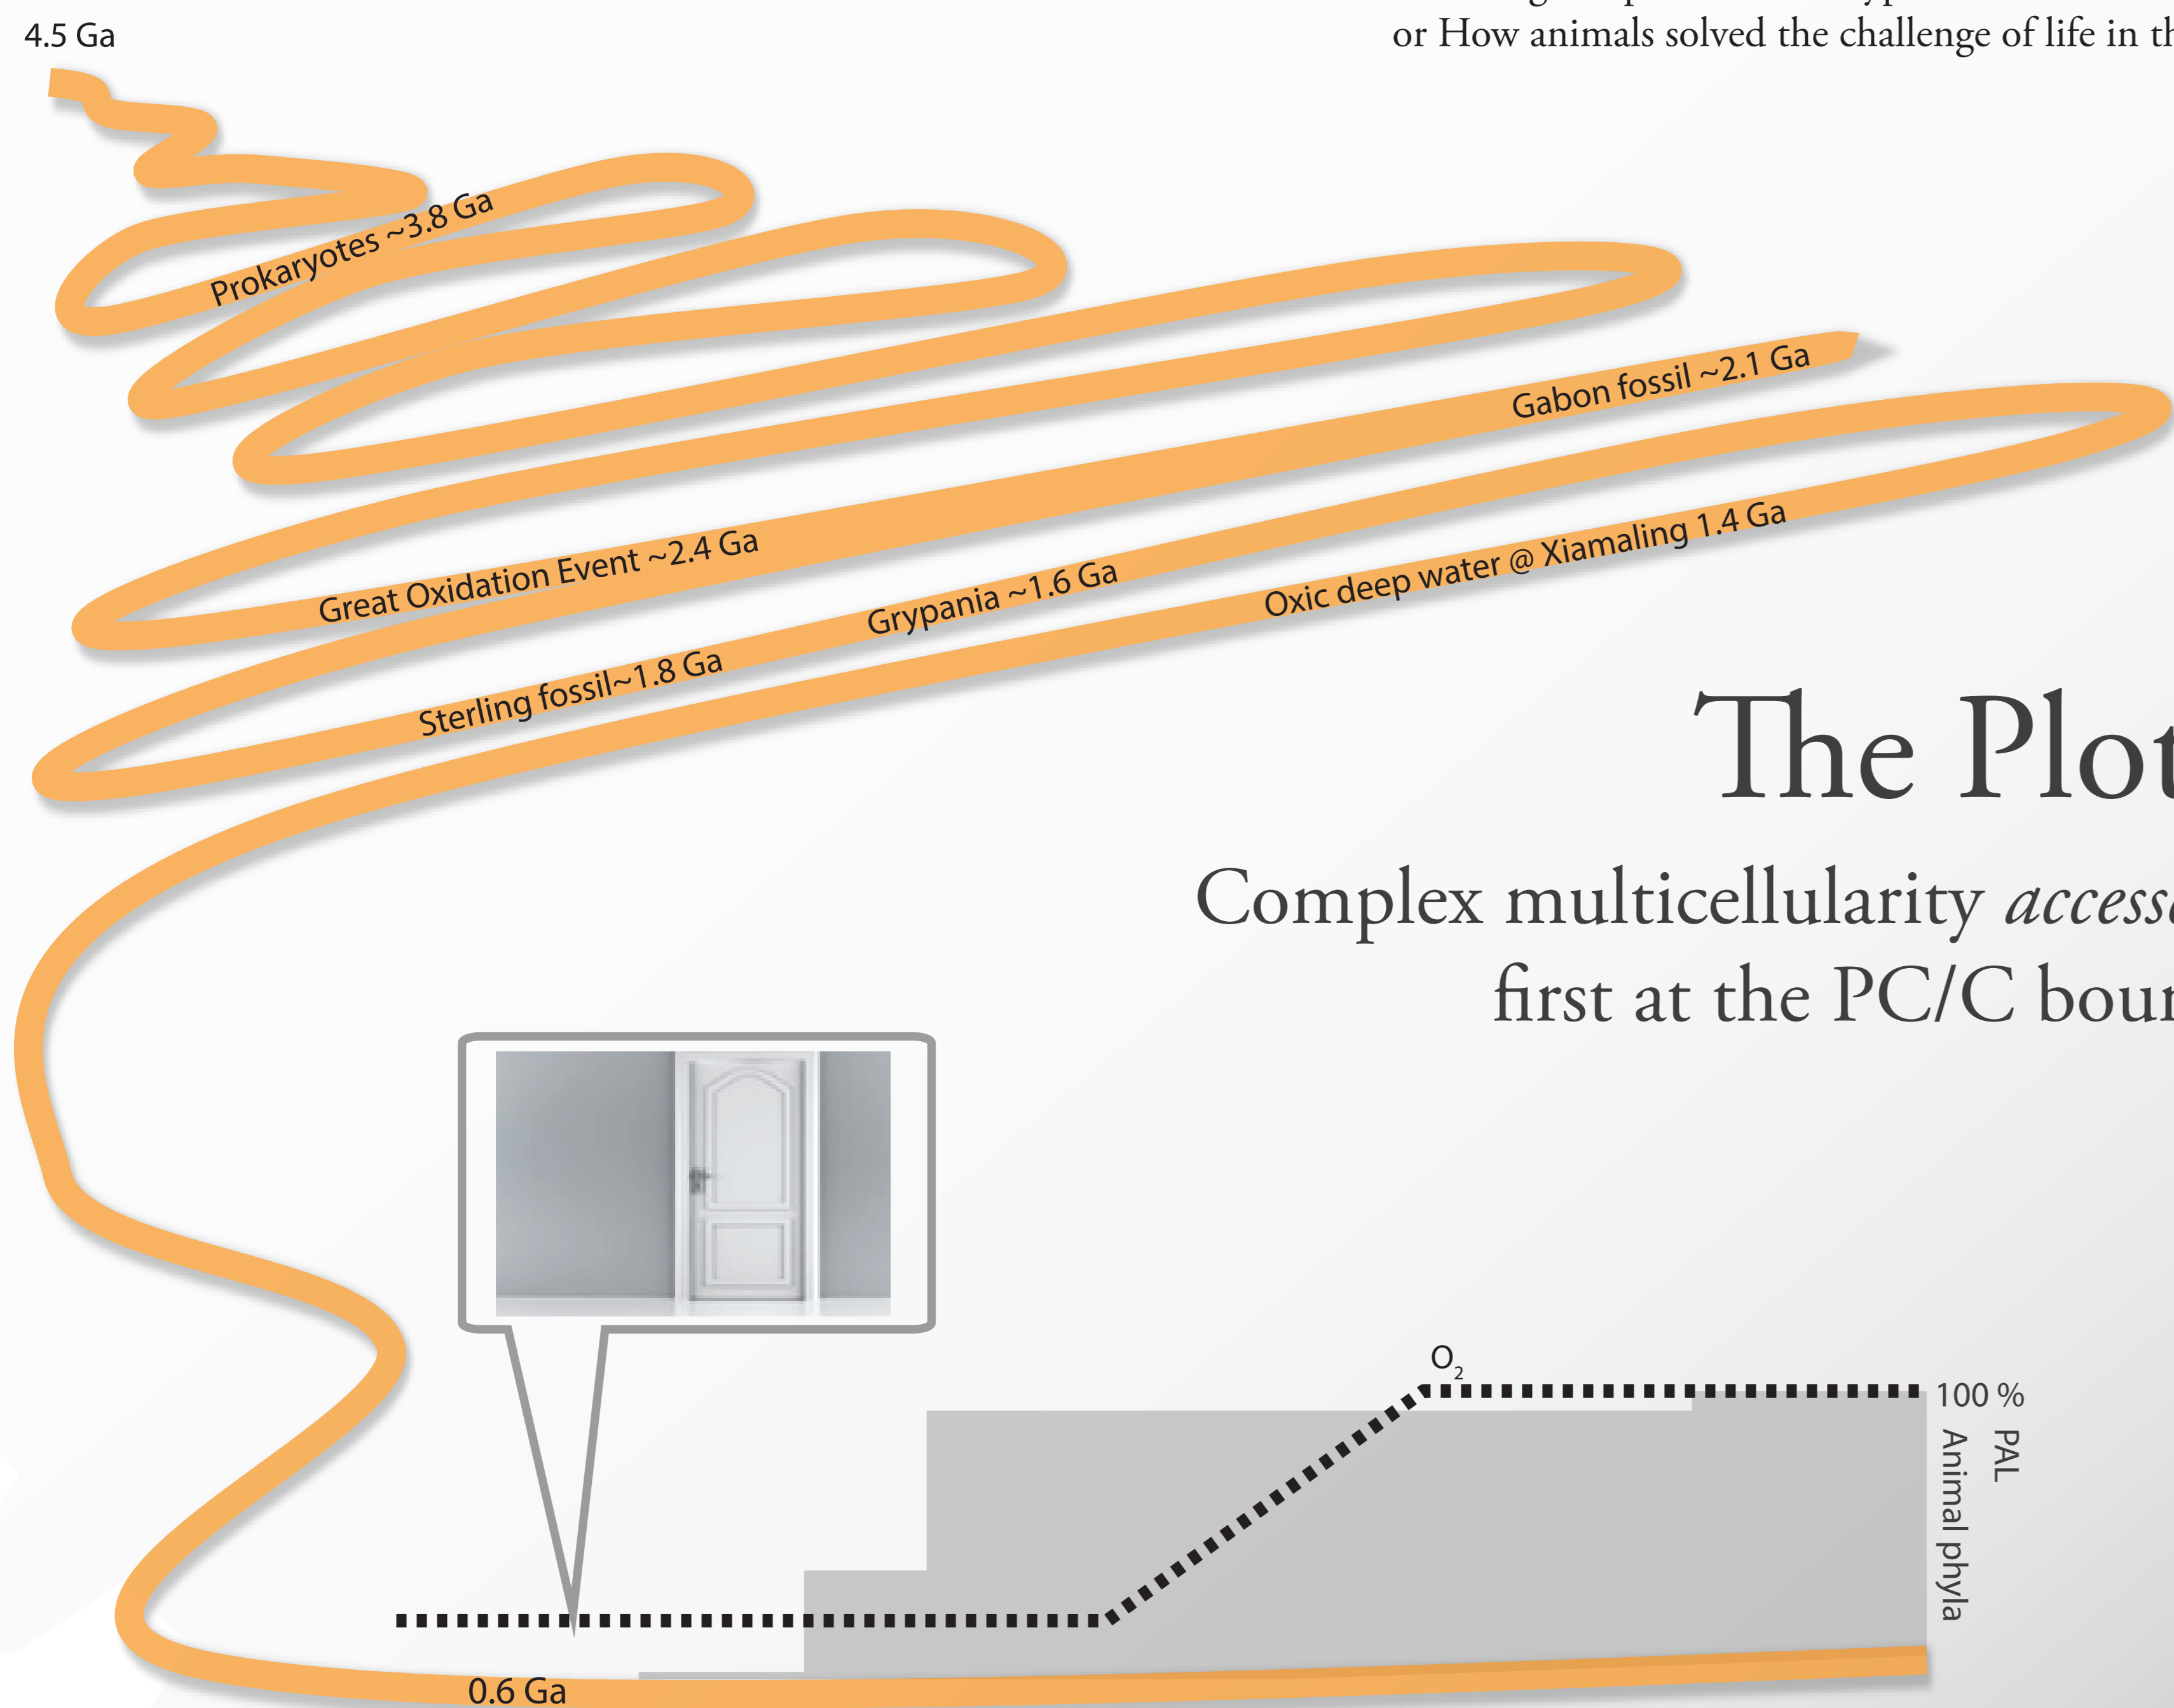 4.5 Ga
or How animals solved the challenge of life in
Prokaryotes ~3.8 Ga
Gabon fossil ~2.1 Ga
Great Oxidation Event ~2.4 Ga
Grypania ~1.6 Ga
Oxic deep water @ Xiamaling 1.4 Ga
Sterling fossil~1.8 Ga
The Plot
Complex multicellularity
first at the PC/C
O2
100 %
PAL
Animal phyla
0.6 Ga